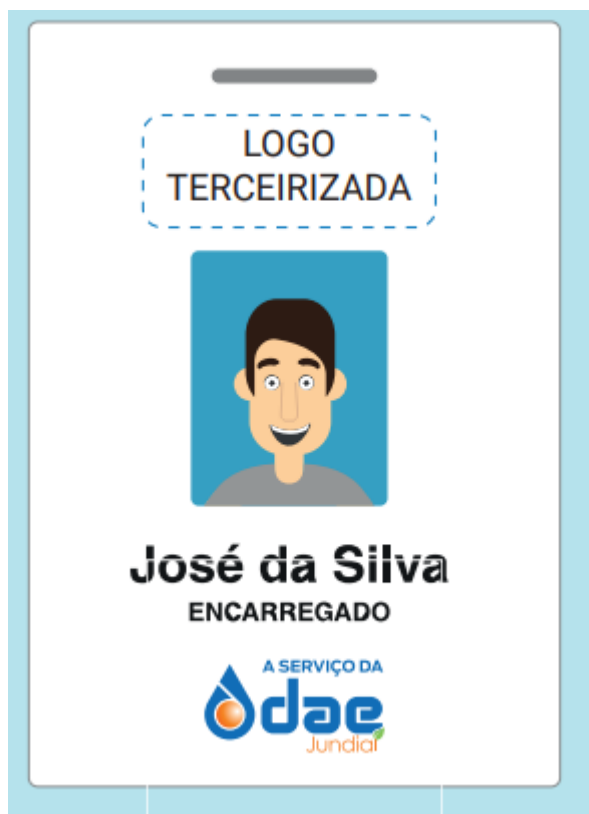 LOGO
TERCEIRIZADA
José da Silva
ENCARREGADO
A SERVIÇO DA
dae
Jundiaí